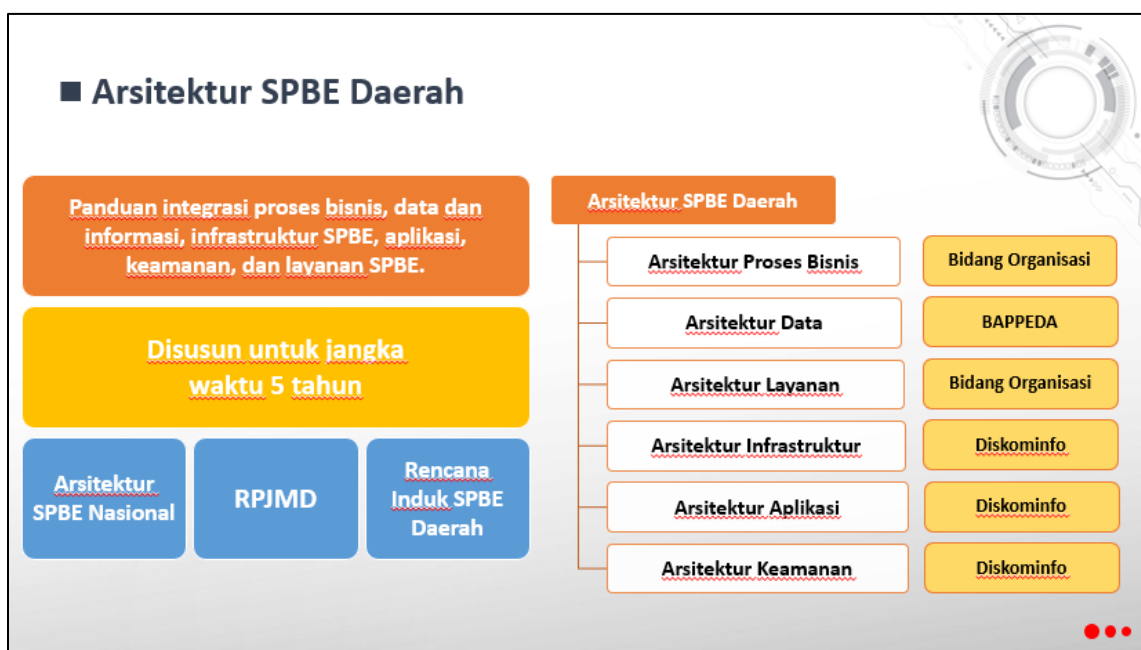 ■ Arsitektur SPBE Daerah
Panduan integrasi proses bisnis, data dan
informasi, infrastruktur SPBE, aplikasi,
keamanan, dan layanan SPBE.
Disusun untuk jangka
waktu 5 tahun
Arsitektur
SPBE Nasional
RPJMD
Rencana
Induk SPBE
Daerah
Arsitektur SPBE Daerah
Arsitektur Proses Bisnis
Bidang Organisasi
Arsitektur Data
BAPPEDA
Arsitektur Layanan
Bidang Organisasi
Arsitektur Infrastruktur
Diskominfo
Arsitektur Aplikasi
Diskominfo
Arsitektur Keamanan
Diskominfo